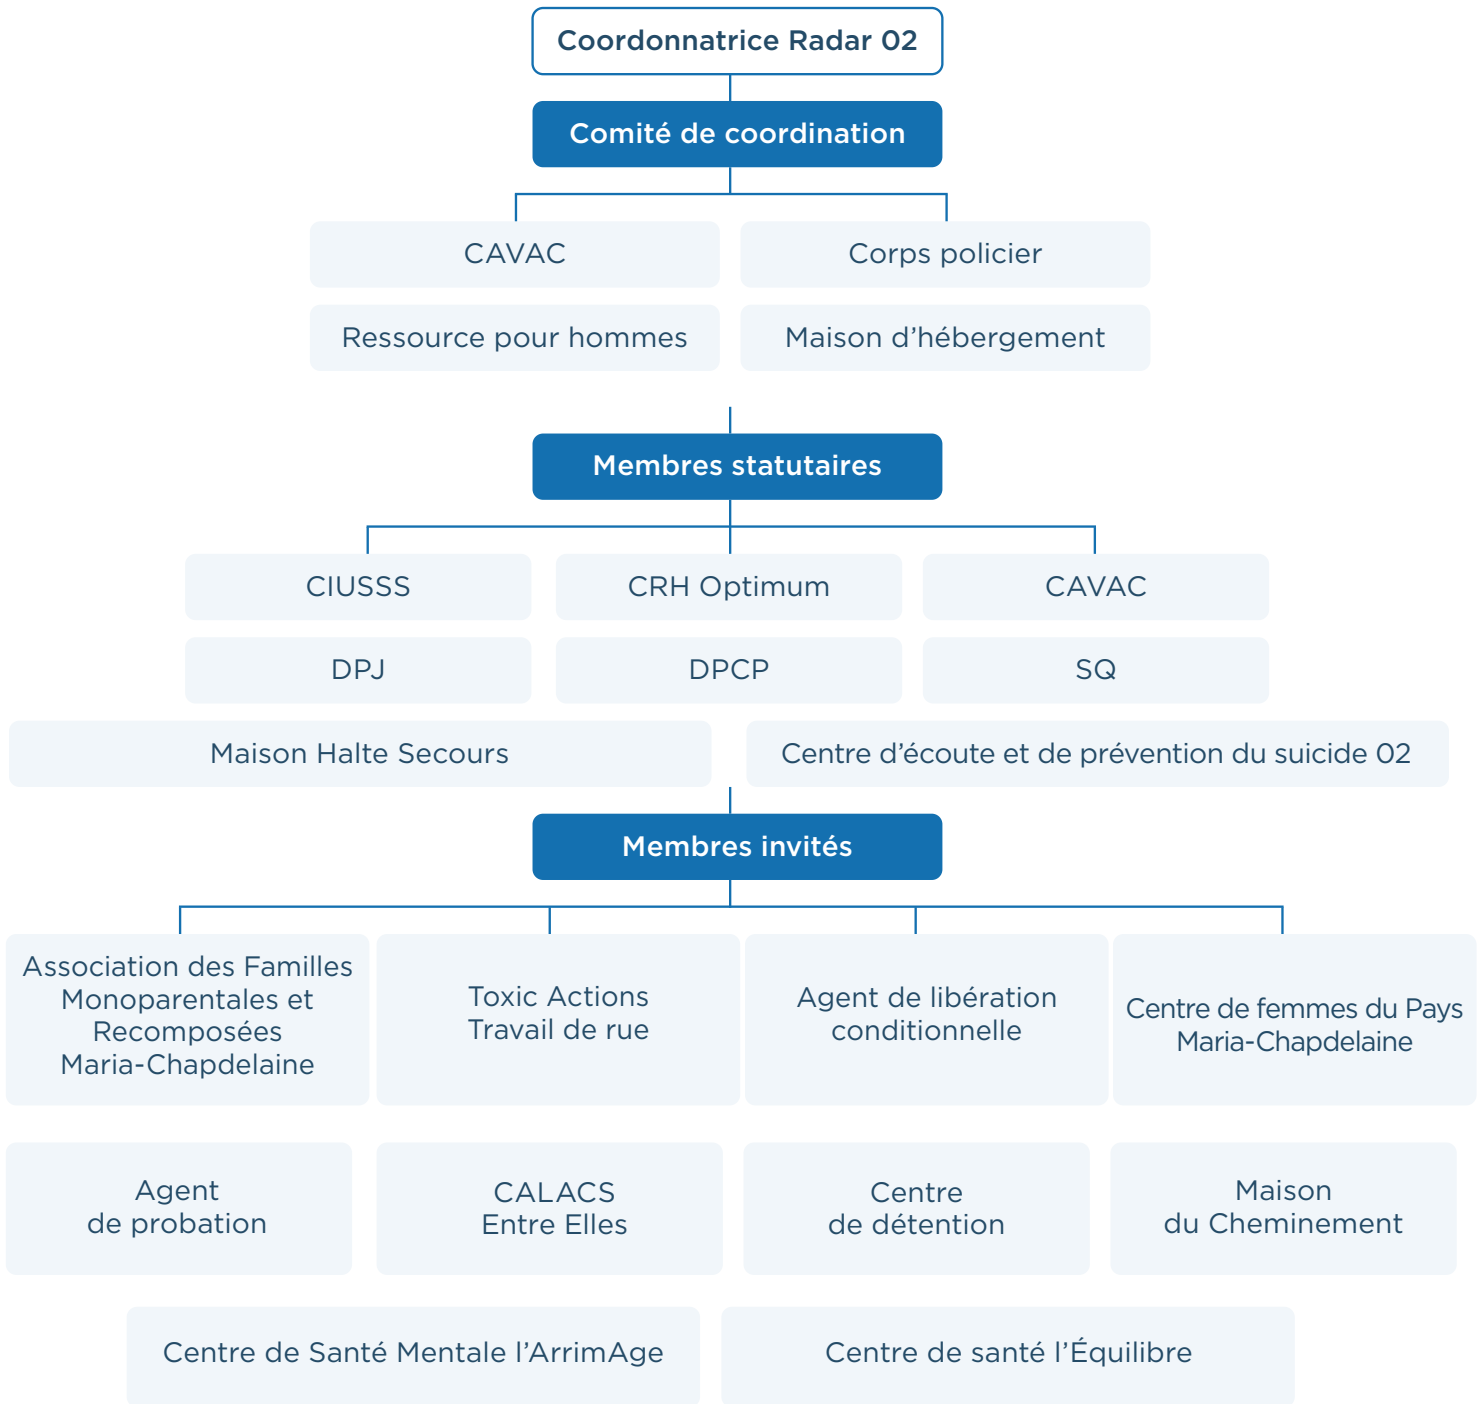 Coordonnatrice Radar 02
Comité de coordination
CAVAC
Corps policier
Ressource pour hommes
Maison d’hébergement
Membres statutaires
CIUSSS
CRH Optimum
CAVAC
DPJ
DPCP
SQ
Maison Halte Secours
Centre d’écoute et de prévention du suicide 02
Membres invités
Association des Familles
Monoparentales et
Recomposées
Maria-Chapdelaine
Toxic Actions
Travail de rue
Agent de libération
conditionnelle
Centre de femmes du Pays
Maria-Chapdelaine
Agent
de probation
CALACS
Entre Elles
Centre
de détention
Maison
du Cheminement
Centre de Santé Mentale l’ArrimAge
Centre de santé l’Équilibre